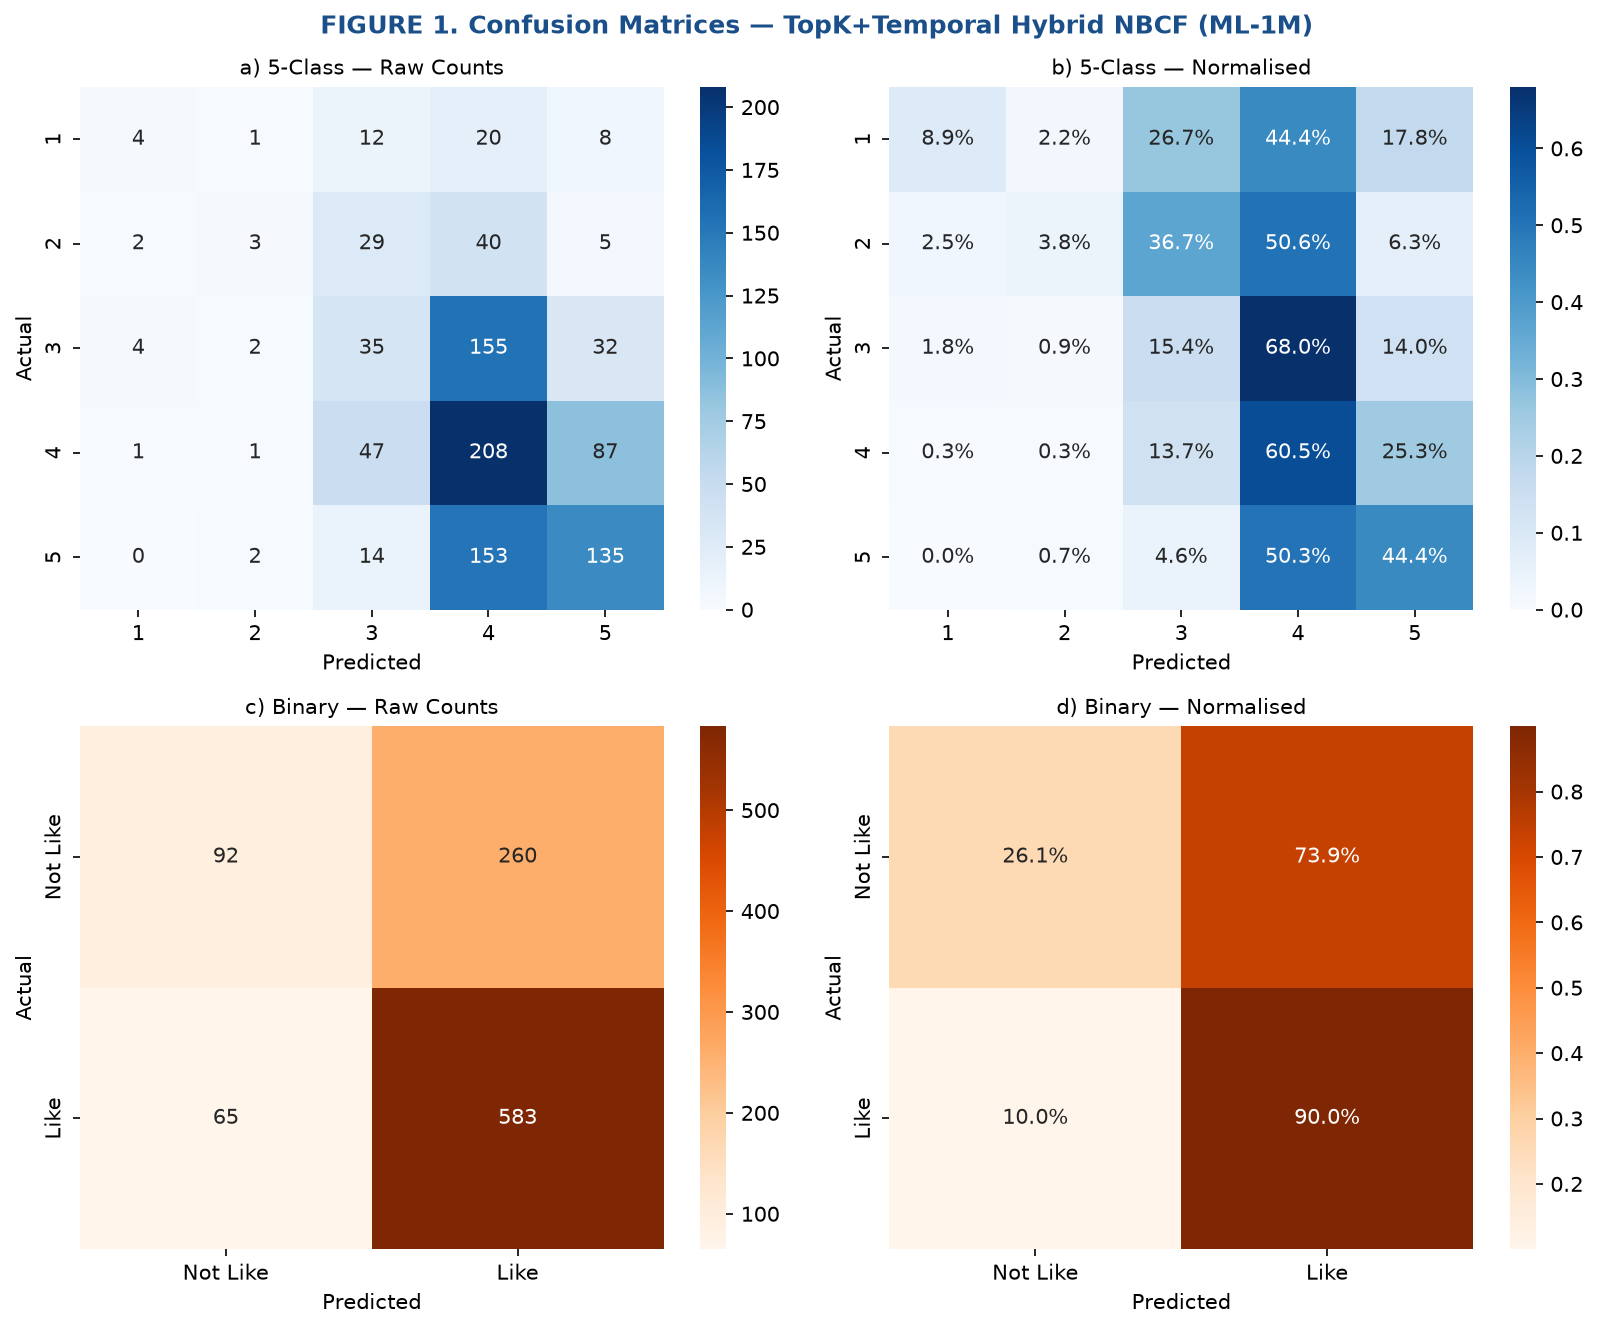 FIGURE 1. Confusion Matrices — TopK+Temporal Hybrid NBCF (ML-1M)
a) 5-Class — Raw Counts
Actual
1 4 1 12 20 8
2 2 3 29 40 5
3 4 2 35 155 32
4 1 1 47 208 87
5 0 2 14 153 135
1 2 3 4 5
Predicted
200
175
150
125
100
75
50
25
0
b) 5-Class — Normalised
Actual
1 8.9% 2.2% 26.7% 44.4% 17.8%
2 2.5% 3.8% 36.7% 50.6% 6.3%
3 1.8% 0.9% 15.4% 68.0% 14.0%
4 0.3% 0.3% 13.7% 60.5% 25.3%
5 0.0% 0.7% 4.6% 50.3% 44.4%
1 2 3 4 5
Predicted
0.6
0.5
0.4
0.3
0.2
0.1
0.0
c) Binary — Raw Counts
Actual
Not Like 92 260
Like 65 583
Not Like Like
Predicted
500
400
300
200
100
d) Binary — Normalised
Actual
Not Like 26.1% 73.9%
Like 10.0% 90.0%
Not Like Like
Predicted
0.8
0.7
0.6
0.5
0.4
0.3
0.2